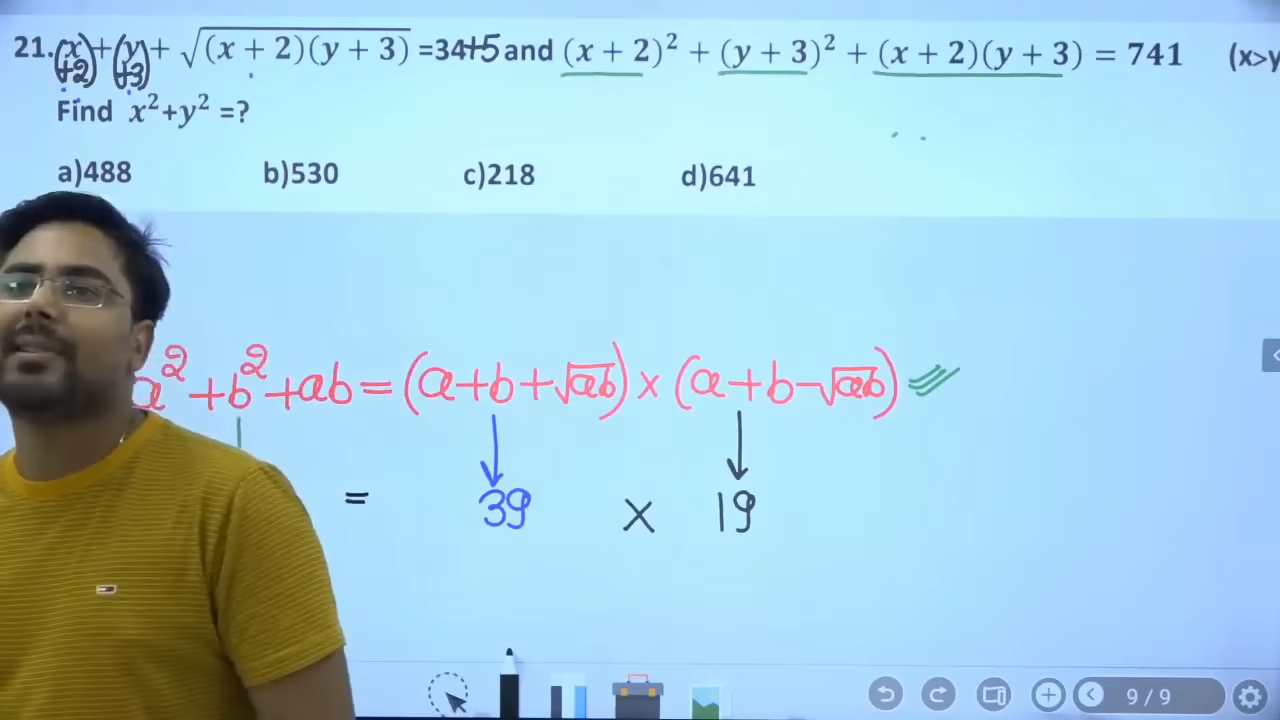 21. (x+2)+(y+3)+ √(x + 2)(y + 3) =34+5 and (x + 2)² + (y + 3)² + (x + 2)(y + 3) = 741 (x>y
Find x²+y² =?
a)488 b)530 c)218 d)641
a²+b²+ab=(a+b+√ab)×(a+b-√ab)
= 39 × 19
9 / 9